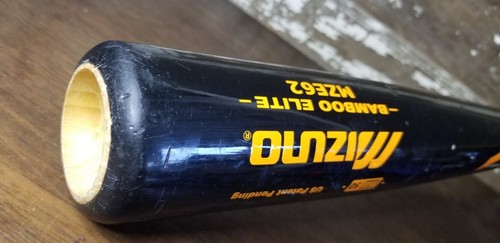 MIZUNO®
-BAMBOO ELITE-
MZE62
US Patent Pending